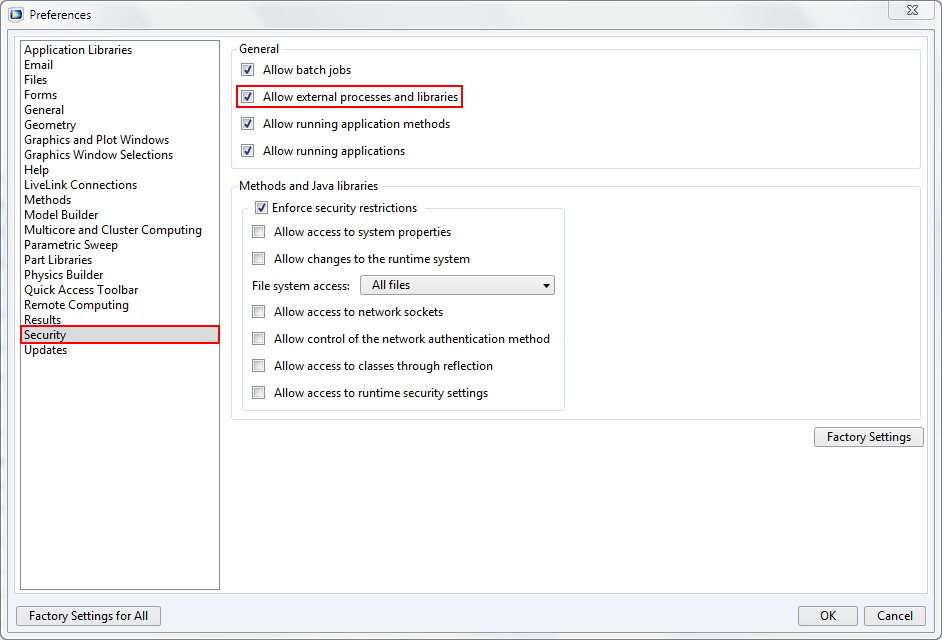 Preferences
Application Libraries
Email
Files
Forms
General
Geometry
Graphics and Plot Windows
Graphics Window Selections
Help
LiveLink Connections
Methods
Model Builder
Multicore and Cluster Computing
Parametric Sweep
Part Libraries
Physics Builder
Quick Access Toolbar
Remote Computing
Results
Security
Updates
General
Allow batch jobs
Allow external processes and libraries
Allow running application methods
Allow running applications
Methods and Java libraries
Enforce security restrictions
Allow access to system properties
Allow changes to the runtime system
File system access: All files
Allow access to network sockets
Allow control of the network authentication method
Allow access to classes through reflection
Allow access to runtime security settings
Factory Settings
Factory Settings for All
OK
Cancel